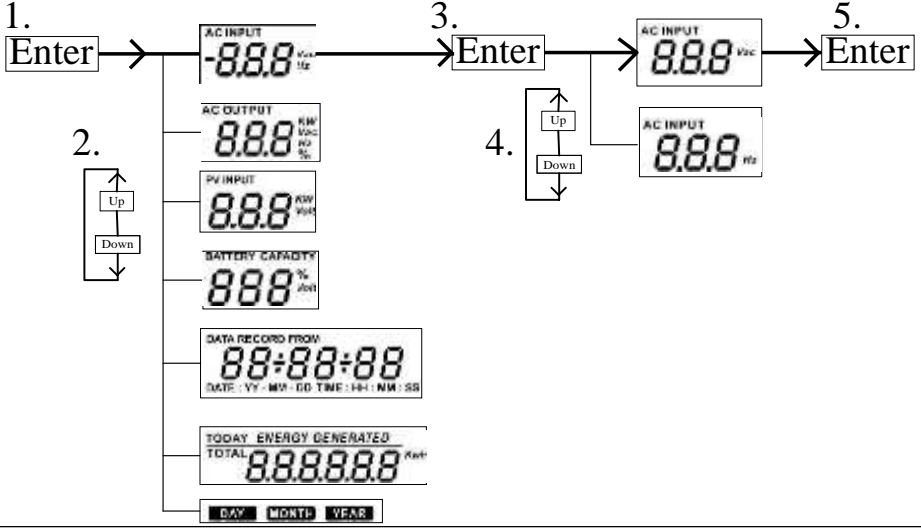 1.
Enter
AC INPUT
-8.8.8 Vac
Hz
AC OUTPUT
8.8.8 KW
Vac
Hz
%
2.
Up
Down
PV INPUT
8.8.8 KW
Volt
BATTERY CAPACITY
888 %
Volt
DATA RECORD FROM
88:88:88
DATE : YY - MM - DD TIME : HH : MM : SS
TODAY ENERGY GENERATED
TOTAL 8.8.8.8.8.8 Kwh
DAY MONTH YEAR
3.
Enter
4.
Up
Down
AC INPUT
8.8.8 Vac
AC INPUT
8.8.8 Hz
5.
Enter